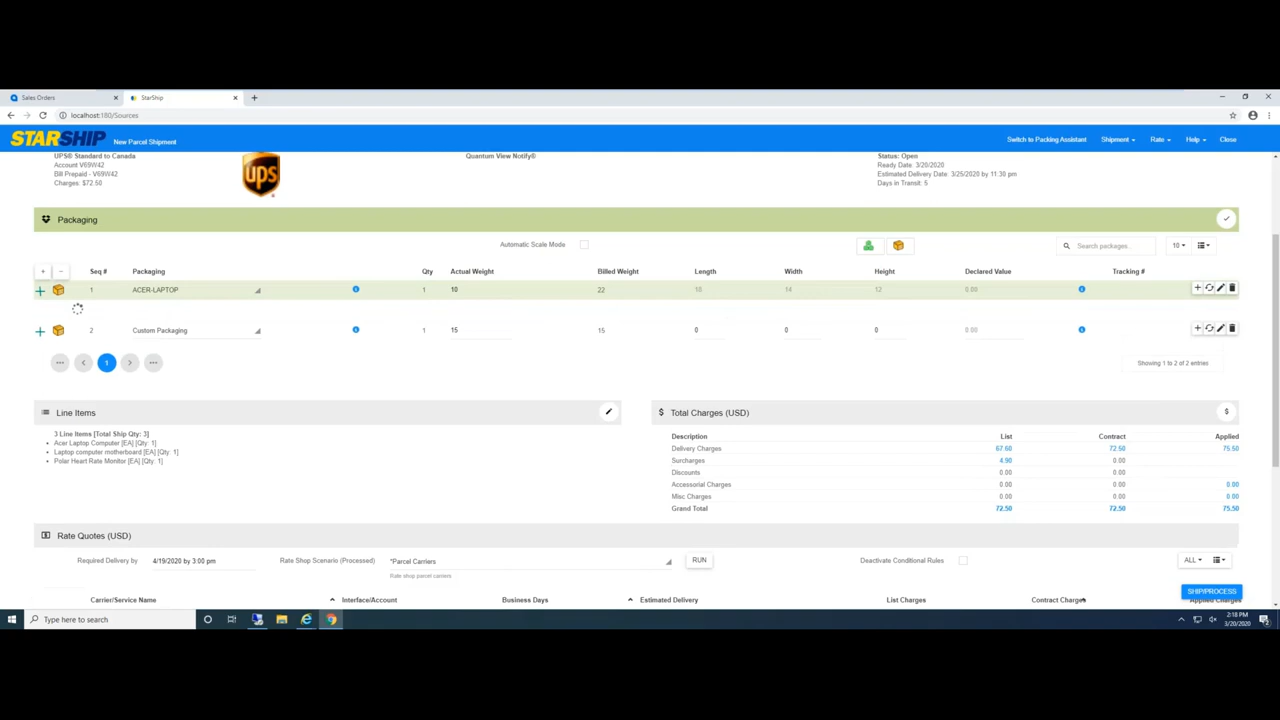 Sales Orders
StarShip
localhost:180/Sources
STARSHIP New Parcel Shipment Switch to Packing Assistant Shipment Rate Help Close
UPS® Standard to Canada Quantum View Notify® Status: Open
Account V69W42 Ready Date: 3/20/2020
Bill Prepaid - V69W42 Estimated Delivery Date: 3/25/2020 by 11:30 pm
Charges: $72.50 Days in Transit: 5
ups
Packaging
Automatic Scale Mode Search packages.. 10
+ - Seq # Packaging Qty Actual Weight Billed Weight Length Width Height Declared Value Tracking #
1 ACER-LAPTOP 1 10 22 18 14 12 0.00
2 Custom Packaging 1 15 15 0 0 0 0.00
1 Showing 1 to 2 of 2 entries
Line Items
3 Line Items [Total Ship Qty: 3]
Acer Laptop Computer [EA] [Qty: 1]
Laptop computer motherboard [EA] [Qty: 1]
Polar Heart Rate Monitor [EA] [Qty: 1]
$ Total Charges (USD) $
Description List Contract Applied
Delivery Charges 67.60 72.50 75.50
Surcharges 4.90 0.00
Discounts 0.00 0.00
Accessorial Charges 0.00 0.00 0.00
Misc Charges 0.00 0.00 0.00
Grand Total 72.50 72.50 75.50
Rate Quotes (USD)
Required Delivery by 4/19/2020 by 3:00 pm Rate Shop Scenario (Processed) *Parcel Carriers RUN Deactivate Conditional Rules ALL
Rate shop parcel carriers
SHIP/PROCESS
Carrier/Service Name Interface/Account Business Days Estimated Delivery List Charges Contract Charges Applied Charges
Type here to search
2:18 PM
3/20/2020